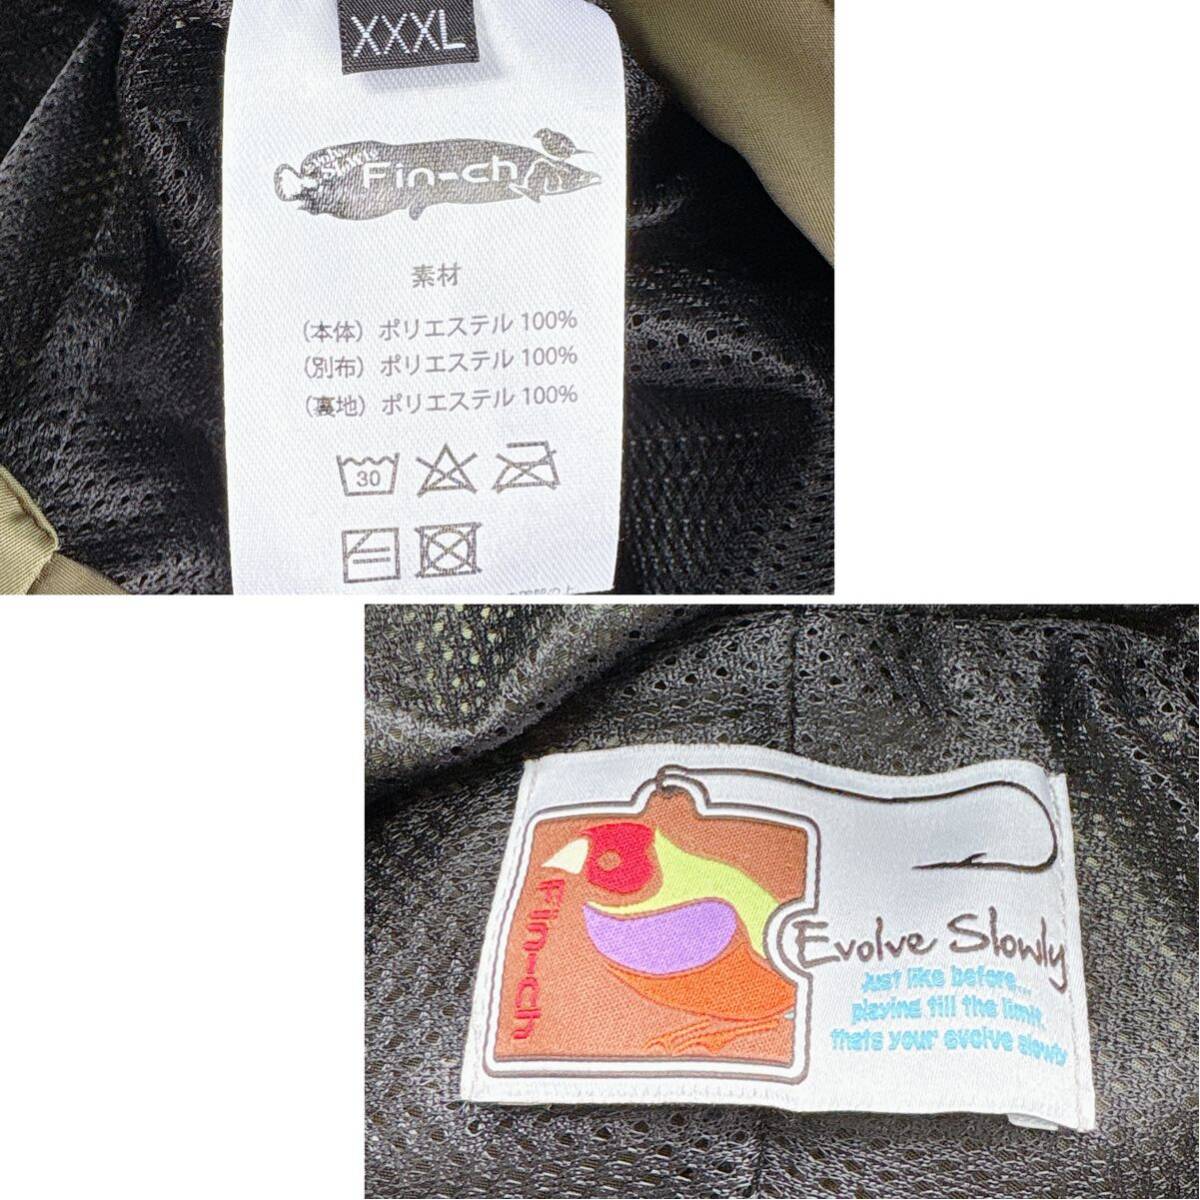 XXXL
Fin-ch
素材
（本体）ポリエステル 100%
（別布）ポリエステル 100%
（裏地）ポリエステル 100%
30
Fin-ch
Evolve Slowly
Just like before...
playing till the limit.
thats your evolve slowly